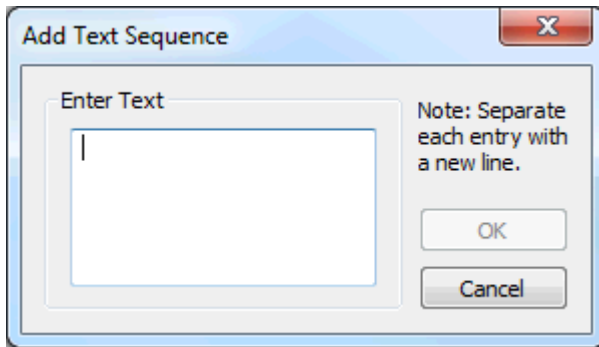 Add Text Sequence
Enter Text
Note: Separate
each entry with
a new line.
OK
Cancel